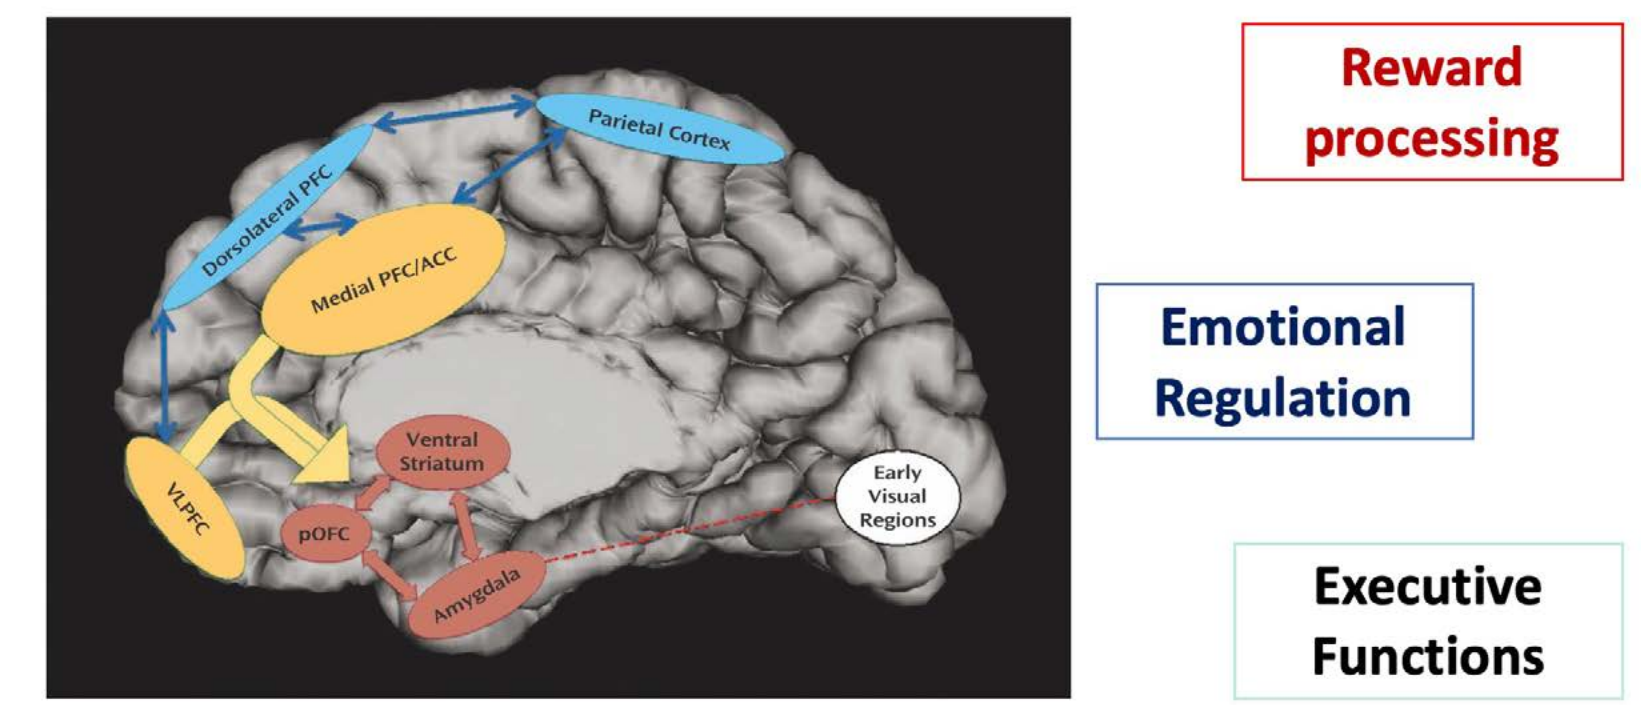 Parietal Cortex
Dorsolateral PFC
Medial PFC/ACC
Ventral
Striatum
VLPFC
pOFC
Amygdala
Early
Visual
Regions
Reward
processing
Emotional
Regulation
Executive
Functions